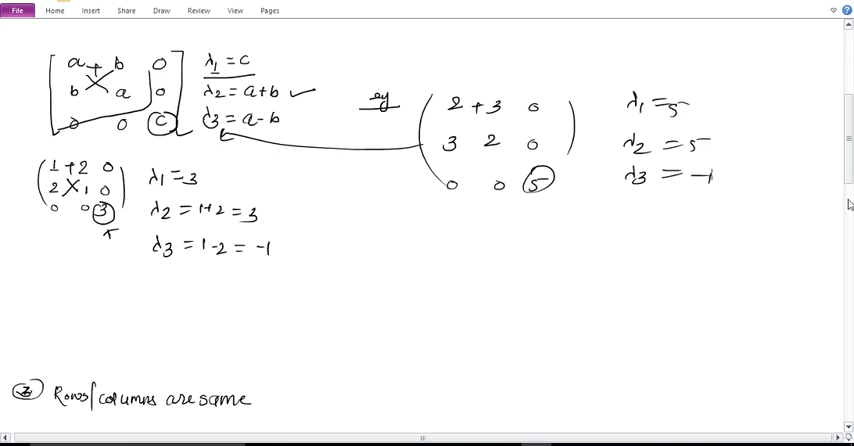 File Home Insert Draw Review View Pages
a + b 0
b a 0
0 0 c
λ1 = c
λ2 = a+b ✓
λ3 = a-b
eg
2 +3 0
3 2 0
0 0 5
λ1 = 5
λ2 = 5
λ3 = -1
1 +2 0
2 1 0
0 0 3
λ1 = 3
λ2 = 1+2 = 3
λ3 = 1-2 = -1
2 Rows/columns are same